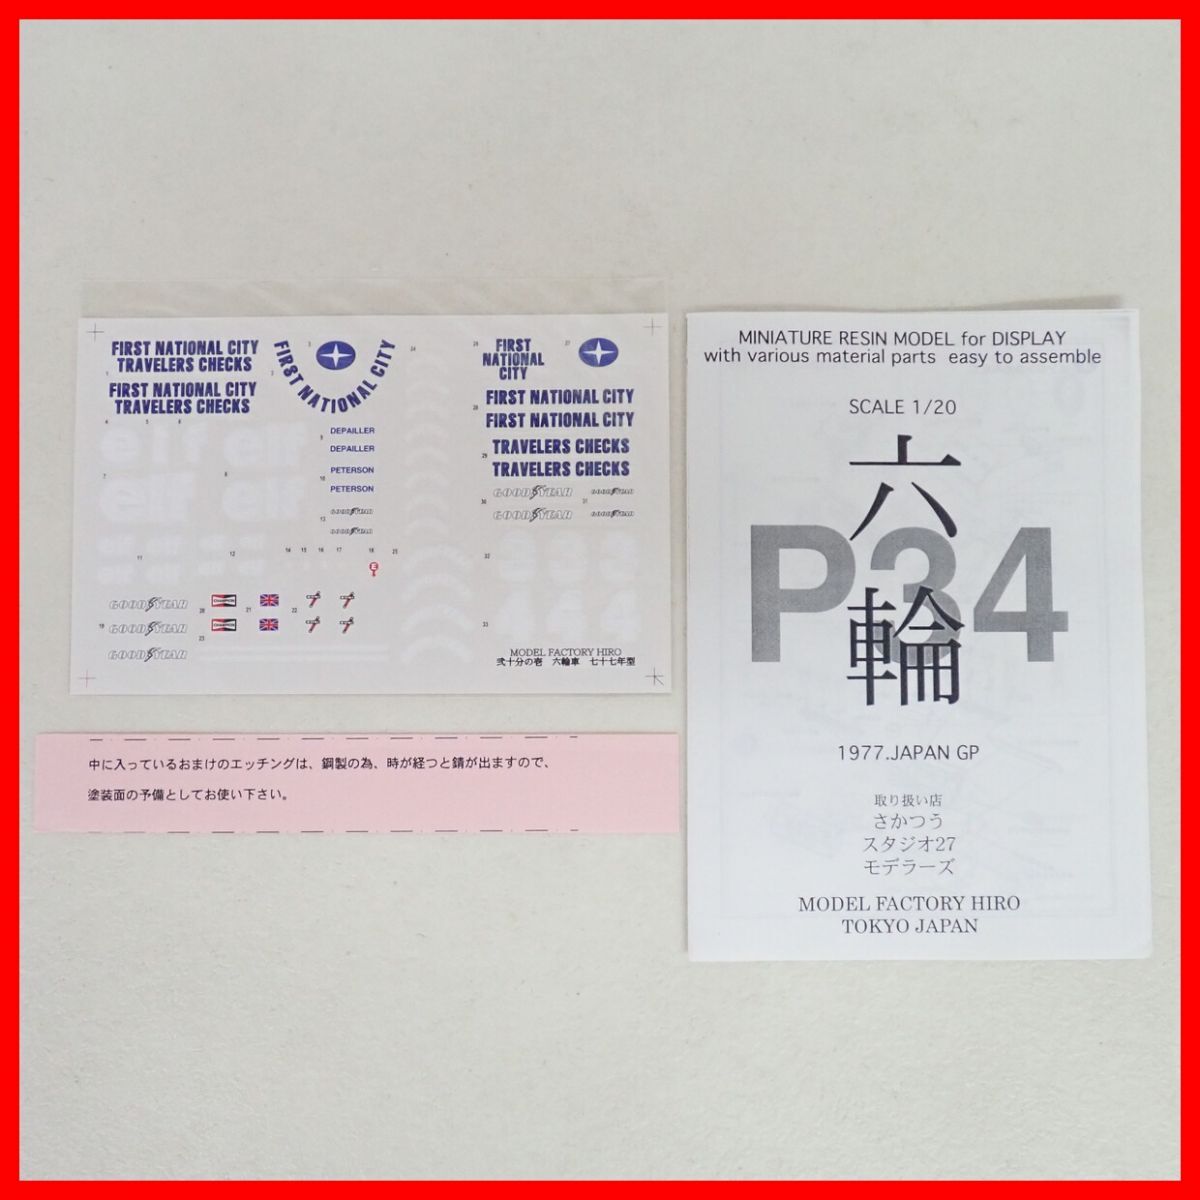 FIRST NATIONAL CITY
TRAVELERS CHECKS
FIRST NATIONAL CITY
TRAVELERS CHECKS
FIRST NATIONAL CITY
elf elf
elf elf
DEPAILLER
DEPAILLER
PETERSON
PETERSON
GOODYEAR
GOODYEAR
GOODYEAR
GOODYEAR
GOODYEAR
CHAMPION
CHAMPION
E
FIRST
NATIONAL
CITY
FIRST NATIONAL CITY
FIRST NATIONAL CITY
TRAVELERS CHECKS
TRAVELERS CHECKS
GOODYEAR GOODYEAR
GOODYEAR GOODYEAR
MODEL FACTORY HIRO
弐十分の壱 六輪車 七十七年型
中に入っているおまけのエッチングは、鋼製の為、時が経つと錆が出ますので、
塗装面の予備としてお使い下さい。
MINIATURE RESIN MODEL for DISPLAY
with various material parts easy to assemble
SCALE 1/20
六輪
P34
1977.JAPAN GP
取り扱い店
さかつう
スタジオ27
モデラーズ
MODEL FACTORY HIRO
TOKYO JAPAN